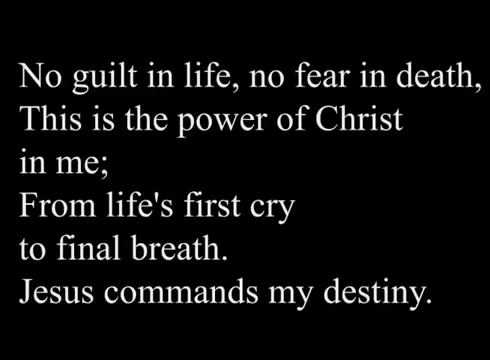 No guilt in life, no fear in death,
This is the power of Christ
in me;
From life's first cry
to final breath.
Jesus commands my destiny.